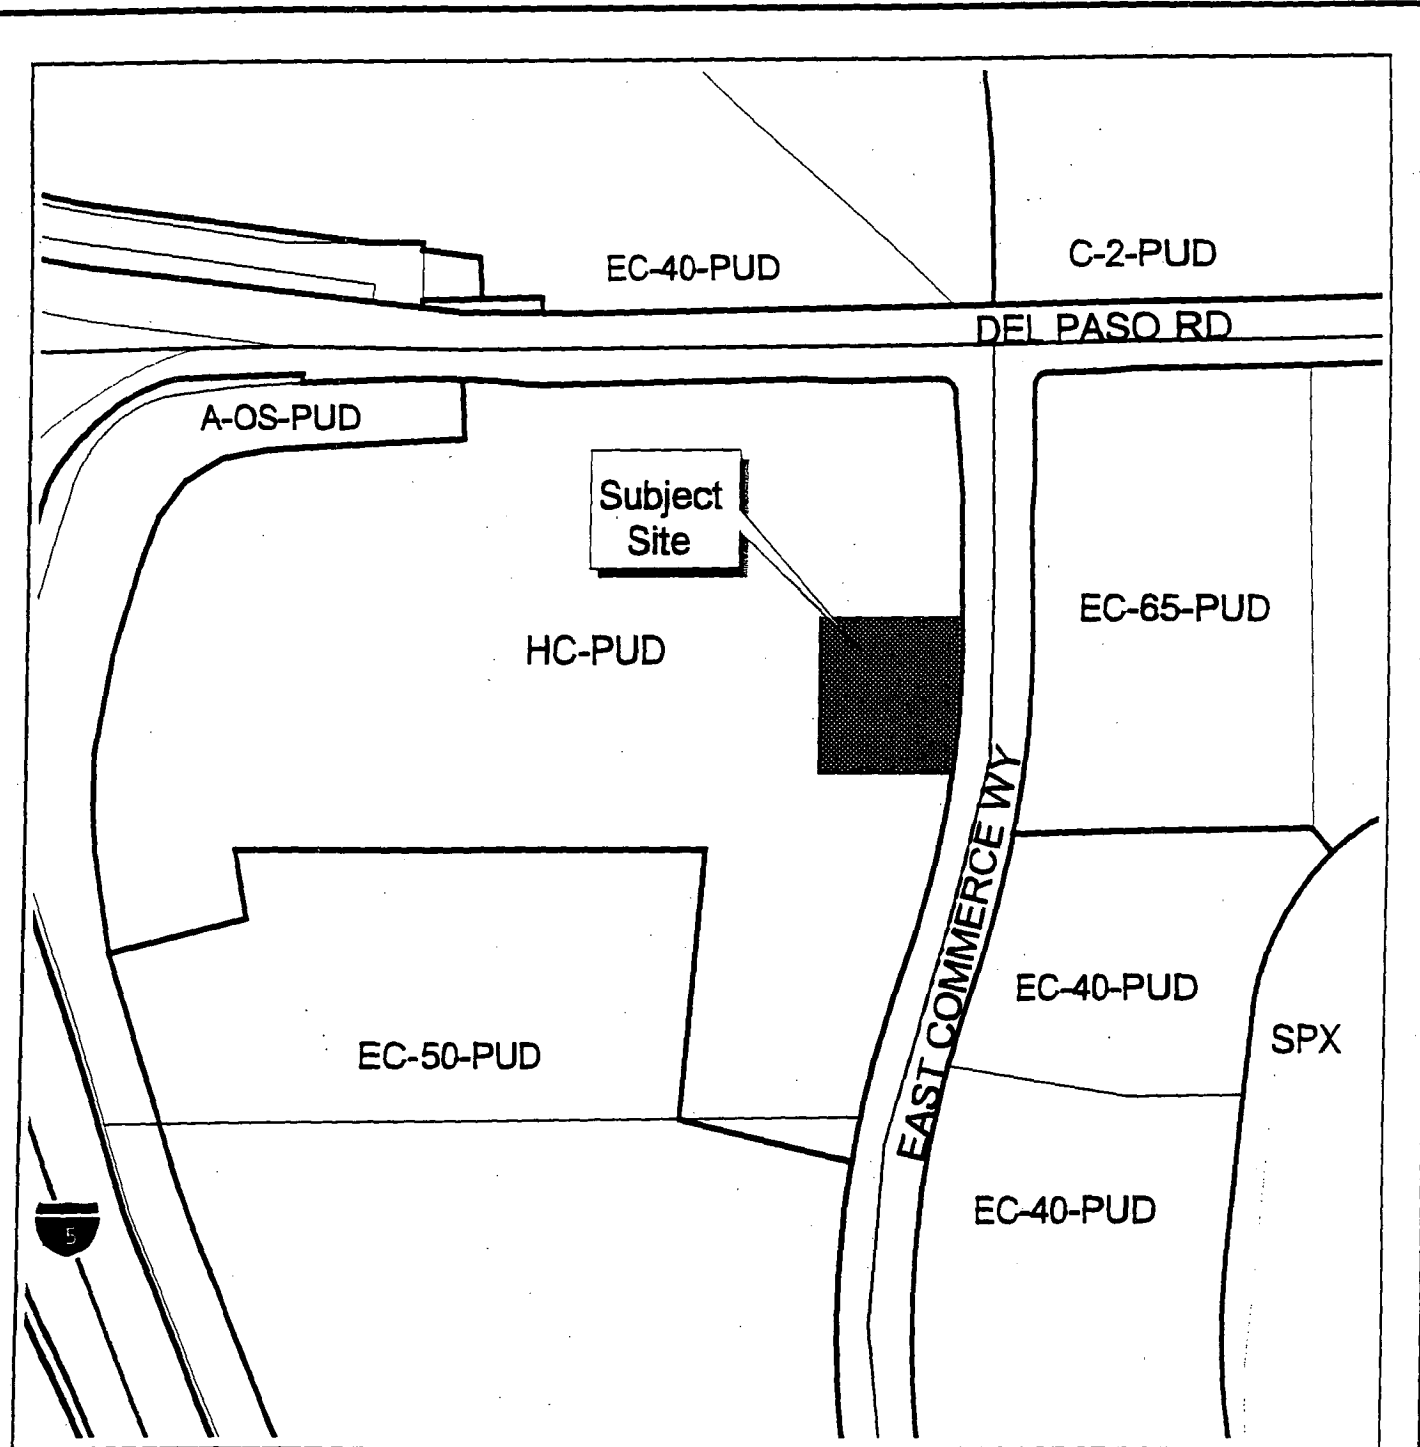 EC-40-PUD
C-2-PUD
DEL PASO RD
A-OS-PUD
Subject
Site
EC-65-PUD
HC-PUD
EAST COMMERCE WY
EC-40-PUD
SPX
EC-50-PUD
EC-40-PUD
5